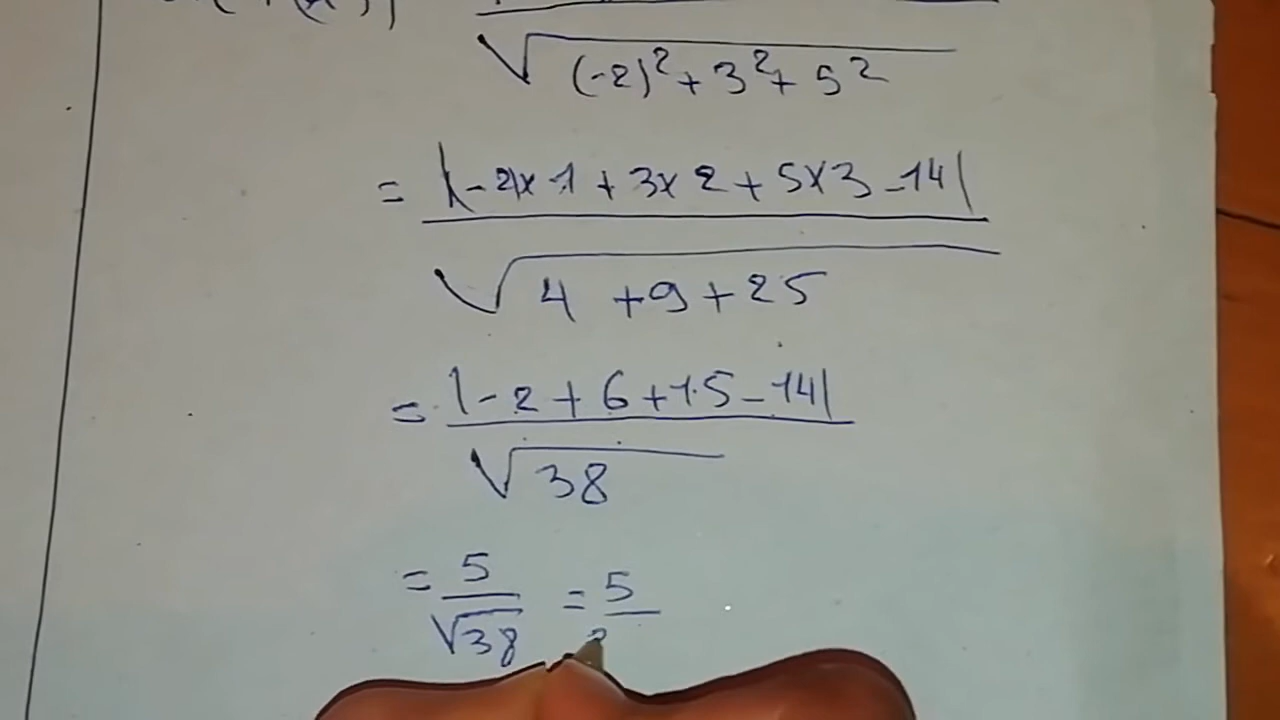 √(-2)²+3²+5²
= |-2x1+3x2+5x3-14|
√4+9+25
= |-2+6+15-14|
√38
= 5/√38 = 5/